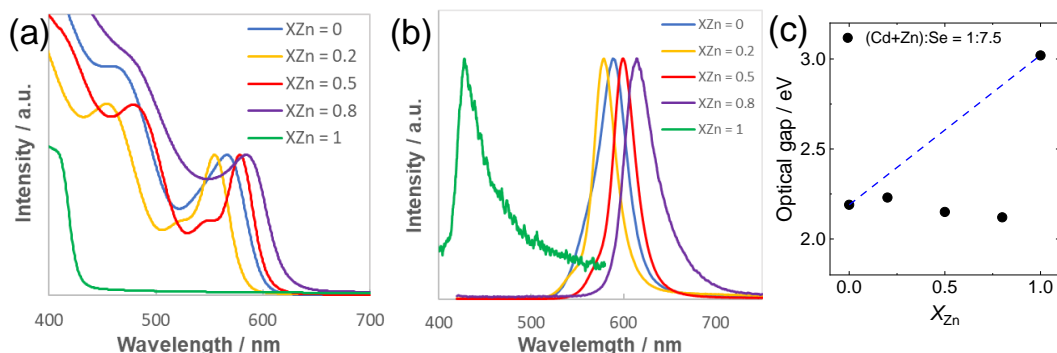 (a)
Intensity / a.u.
XZn = 0
XZn = 0.2
XZn = 0.5
XZn = 0.8
XZn = 1
400
500
600
700
Wavelength / nm
(b)
Intensity / a.u.
XZn = 0
XZn = 0.2
XZn = 0.5
XZn = 0.8
XZn = 1
400
500
600
700
Wavelemgth / nm
(c)
(Cd+Zn):Se = 1:7.5
Optical gap / eV
3.0
2.5
2.0
0.0
0.5
1.0
XZn